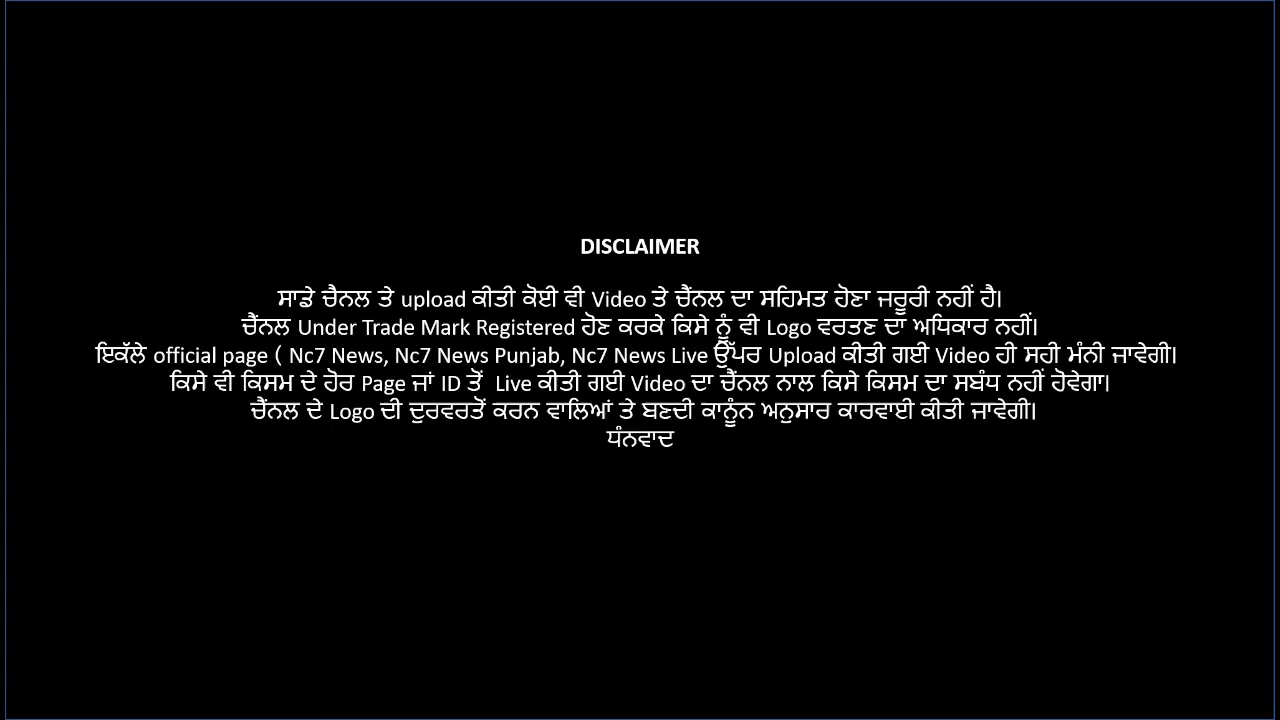 DISCLAIMER
ਸਾਡੇ ਚੈਨਲ ਤੇ upload ਕੀਤੀ ਕੋਈ ਵੀ Video ਤੇ ਚੈੱਨਲ ਦਾ ਸਹਿਮਤ ਹੋਣਾ ਜਰੂਰੀ ਨਹੀਂ ਹੈ।
ਚੈੱਨਲ Under Trade Mark Registered ਹੋਣ ਕਰਕੇ ਕਿਸੇ ਨੂੰ ਵੀ Logo ਵਰਤਣ ਦਾ ਅਧਿਕਾਰ ਨਹੀਂ।
ਇਕੱਲੇ official page ( Nc7 News, Nc7 News Punjab, Nc7 News Live ਉੱਪਰ Upload ਕੀਤੀ ਗਈ Video ਹੀ ਸਹੀ ਮੰਨੀ ਜਾਵੇਗੀ।
ਕਿਸੇ ਵੀ ਕਿਸਮ ਦੇ ਹੋਰ Page ਜਾਂ ID ਤੋਂ Live ਕੀਤੀ ਗਈ Video ਦਾ ਚੈੱਨਲ ਨਾਲ ਕਿਸੇ ਕਿਸਮ ਦਾ ਸਬੰਧ ਨਹੀਂ ਹੋਵੇਗਾ।
ਚੈੱਨਲ ਦੇ Logo ਦੀ ਦੁਰਵਰਤੋਂ ਕਰਨ ਵਾਲਿਆਂ ਤੇ ਬਣਦੀ ਕਾਨੂੰਨ ਅਨੁਸਾਰ ਕਾਰਵਾਈ ਕੀਤੀ ਜਾਵੇਗੀ।
ਧੰਨਵਾਦ